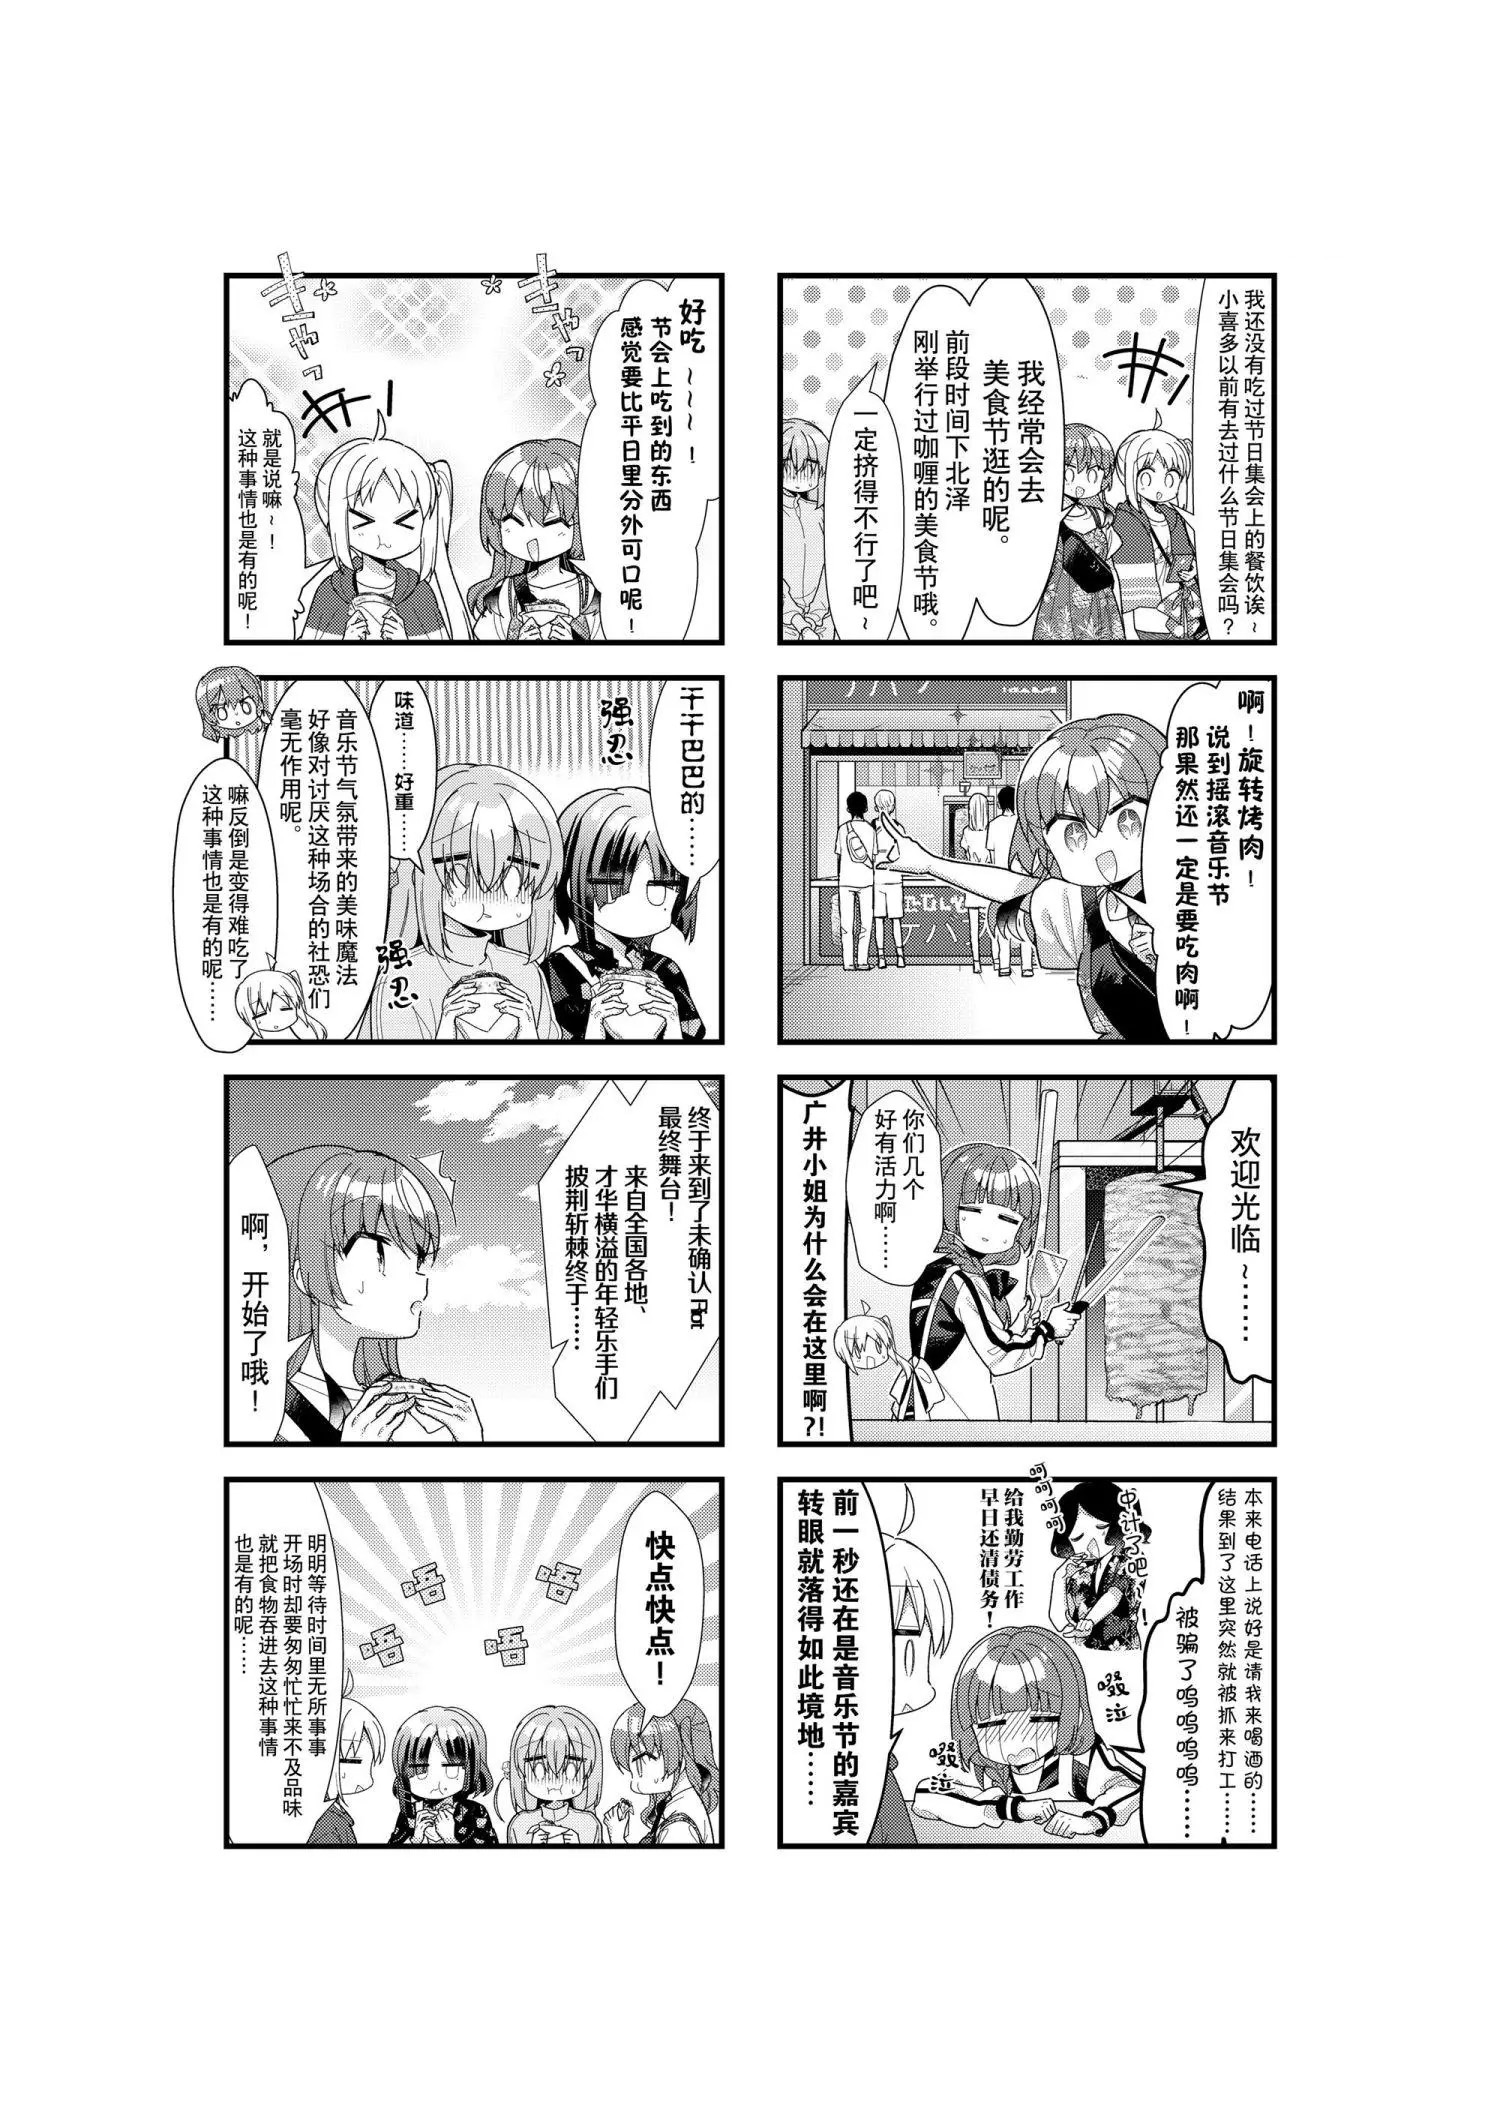 我还没有吃过节日集会上的餐饮诶~
小喜多以前有去过什么节日集会吗?
我经常会去
美食节逛的呢。
前段时间下北泽
刚举行过咖喱的美食节哦。
一定挤得不行了吧~
啊!旋转烤肉!
说到摇滚音乐节
那果然还一定是要吃肉啊!
欢迎光临~……
你们几个
好有活力啊……
广井小姐为什么会在这里啊?!
本来电话上说好是请我来喝酒的……
结果到了这里突然就被抓来打工……
被骗了呜呜呜呜呜……
中计了吧!
呵呵呵呵
给我勤劳工作
早日还清债务!
啜泣
啜泣
前一秒还在是音乐节的嘉宾
转眼就落得如此境地……
好吃~~~!
节会上吃到的东西
感觉要比平日里分外可口呢!
キャっ
キャっ
就是说嘛~!
这种事情也是有的呢!
干干巴巴的……
强忍
味道……好重……
强忍
音乐节气氛带来的美味魔法
好像对讨厌这种场合的社恐们
毫无作用呢。
嘛反倒是变得难吃了
这种事情也是有的呢……
终于来到了未确认Riot
最终舞台!
来自全国各地、
才华横溢的年轻乐手们
披荆斩棘终于……
啊,开始了哦!
快点快点!
唔
唔
唔
唔
明明等待时间里无所事事
开场时却要匆匆忙忙来不及品味
就把食物吞进去这种事情
也是有的呢……